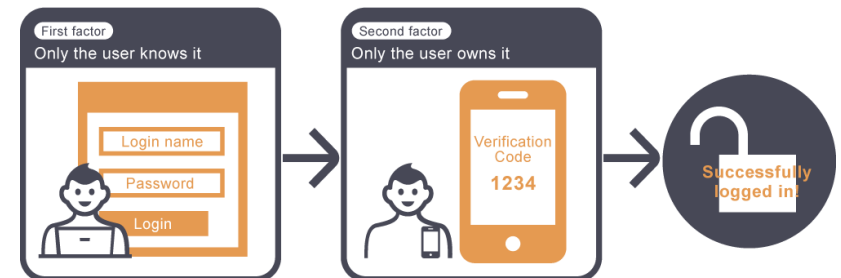 First factor
Only the user knows it
Login name
Password
Login
Second factor
Only the user owns it
Verification
Code
1234
Successfully
logged in!